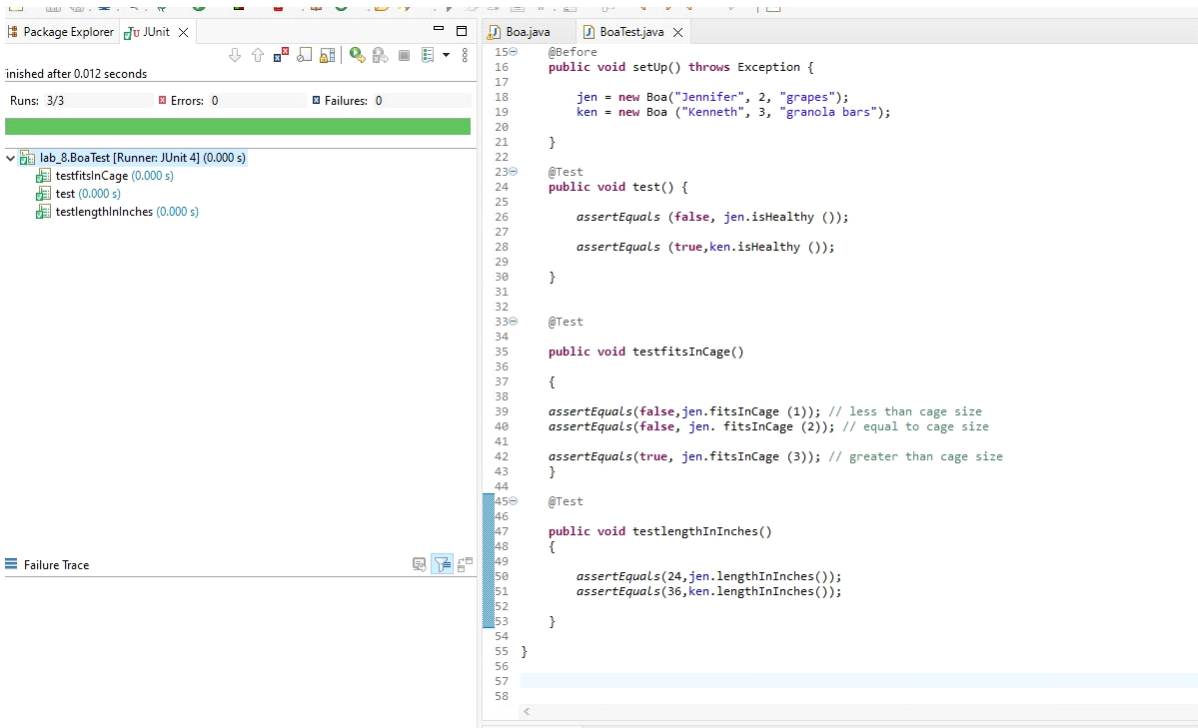 Package Explorer
JUnit
inished after 0.012 seconds
Runs: 3/3
Errors: 0
Failures: 0
lab_8.BoaTest [Runner: JUnit 4] (0.000 s)
testfitsInCage (0.000 s)
test (0.000 s)
testlengthInInches (0.000 s)
Failure Trace
Boa.java
BoaTest.java
15 @Before
16 public void setUp() throws Exception {
17
18 jen = new Boa("Jennifer", 2, "grapes");
19 ken = new Boa ("Kenneth", 3, "granola bars");
20
21 }
22
23 @Test
24 public void test() {
25
26 assertEquals (false, jen.isHealthy ());
27
28 assertEquals (true,ken.isHealthy ());
29
30 }
31
32
33 @Test
34
35 public void testfitsInCage()
36
37 {
38
39 assertEquals(false,jen.fitsInCage (1)); // less than cage size
40 assertEquals(false, jen. fitsInCage (2)); // equal to cage size
41
42 assertEquals(true, jen.fitsInCage (3)); // greater than cage size
43 }
44
45 @Test
46
47 public void testlengthInInches()
48 {
49
50 assertEquals(24,jen.lengthInInches());
51 assertEquals(36,ken.lengthInInches());
52
53 }
54
55 }
56
57
58